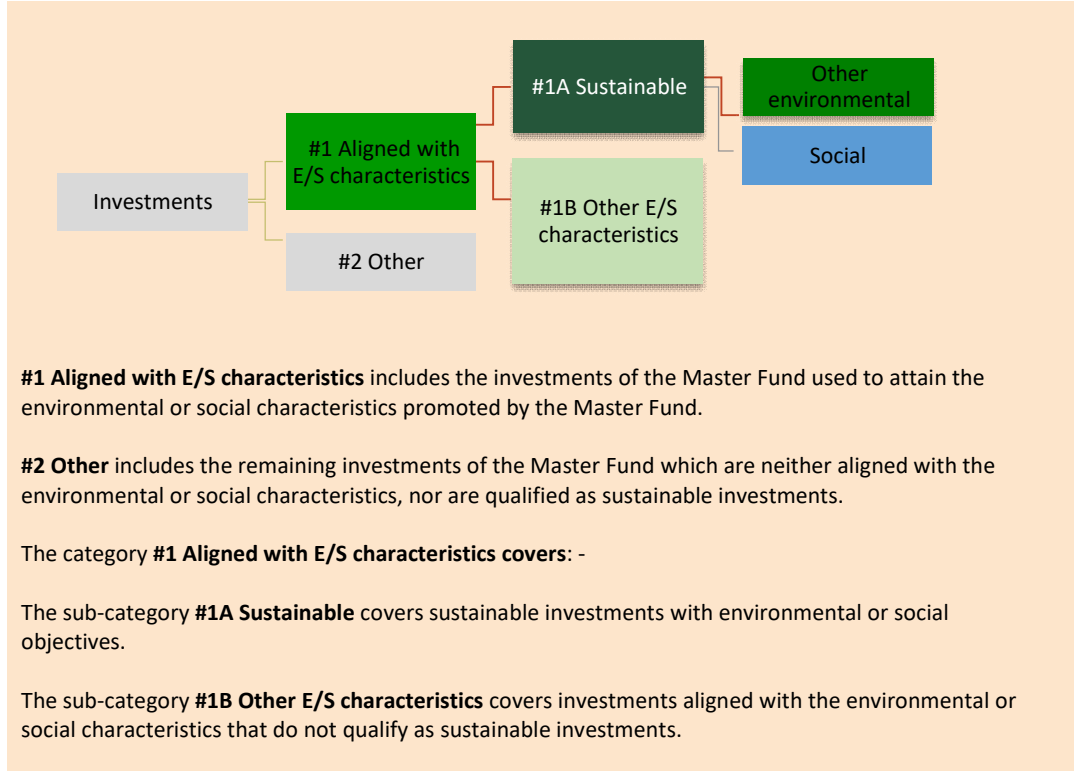 #1A Sustainable
Other
environmental
#1 Aligned with
E/S characteristics
Social
Investments
#1B Other E/S
characteristics
#2 Other
#1 Aligned with E/S characteristics includes the investments of the Master Fund used to attain the
environmental or social characteristics promoted by the Master Fund.
#2 Other includes the remaining investments of the Master Fund which are neither aligned with the
environmental or social characteristics, nor are qualified as sustainable investments.
The category #1 Aligned with E/S characteristics covers: -
The sub-category #1A Sustainable covers sustainable investments with environmental or social
objectives.
The sub-category #1B Other E/S characteristics covers investments aligned with the environmental or
social characteristics that do not qualify as sustainable investments.